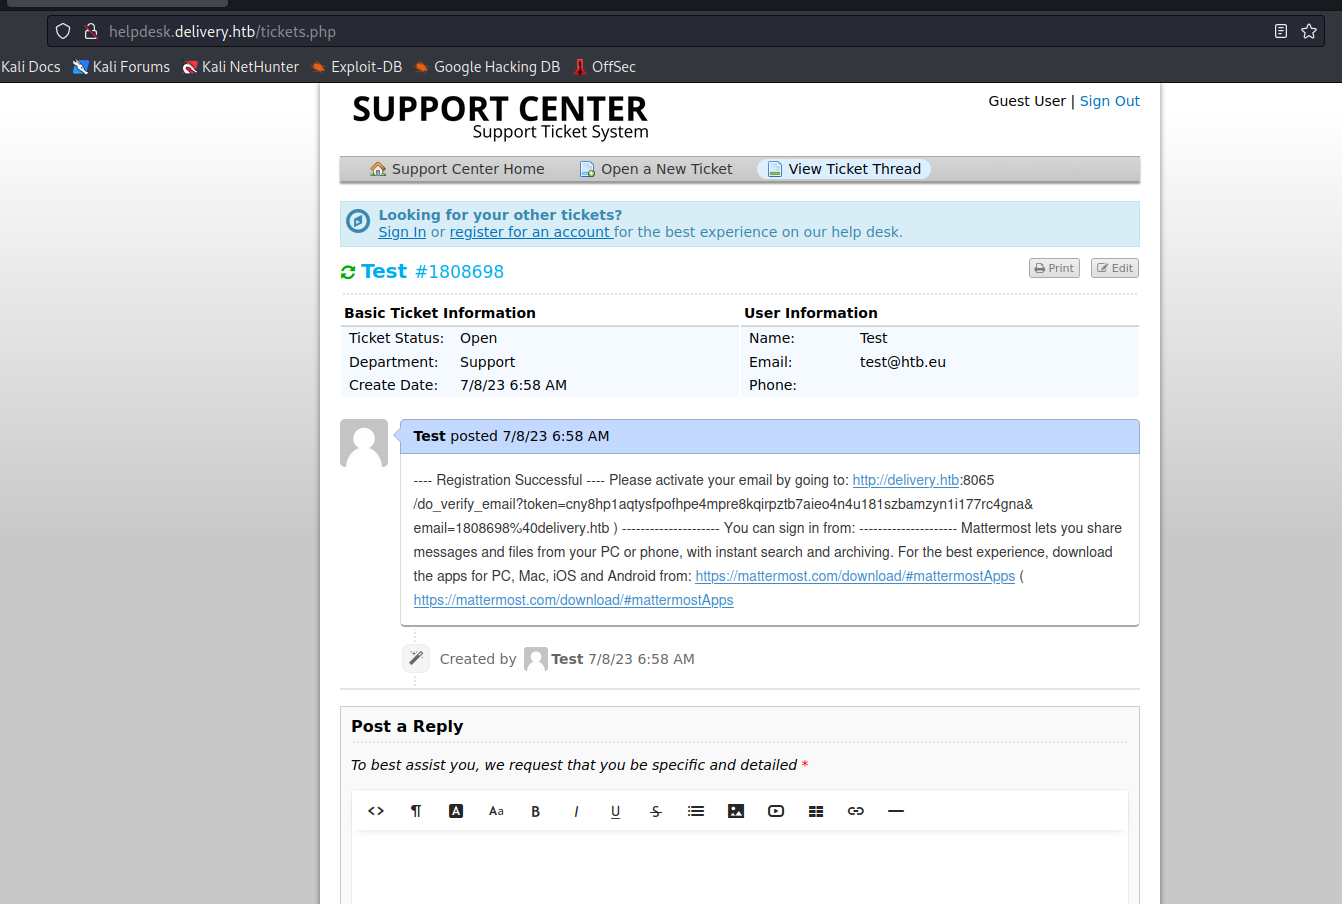 helpdesk.delivery.htb/tickets.php
Kali Docs Kali Forums Kali NetHunter Exploit-DB Google Hacking DB OffSec
SUPPORT CENTER
Support Ticket System
Guest User | Sign Out
Support Center Home Open a New Ticket View Ticket Thread
Looking for your other tickets?
Sign In or register for an account for the best experience on our help desk.
Test #1808698
Print Edit
Basic Ticket Information
Ticket Status: Open
Department: Support
Create Date: 7/8/23 6:58 AM
User Information
Name: Test
Email: test@htb.eu
Phone:
Test posted 7/8/23 6:58 AM
---- Registration Successful ---- Please activate your email by going to: http://delivery.htb:8065
/do_verify_email?token=cny8hp1aqtysfpofhpe4mpre8kqirpztb7aieo4n4u181szbamzyn1i177rc4gna&
email=1808698%40delivery.htb ) --------------------- You can sign in from: --------------------- Mattermost lets you share
messages and files from your PC or phone, with instant search and archiving. For the best experience, download
the apps for PC, Mac, iOS and Android from: https://mattermost.com/download/#mattermostApps (
https://mattermost.com/download/#mattermostApps
Created by Test 7/8/23 6:58 AM
Post a Reply
To best assist you, we request that you be specific and detailed *
<> ¶ A Aa B I U S